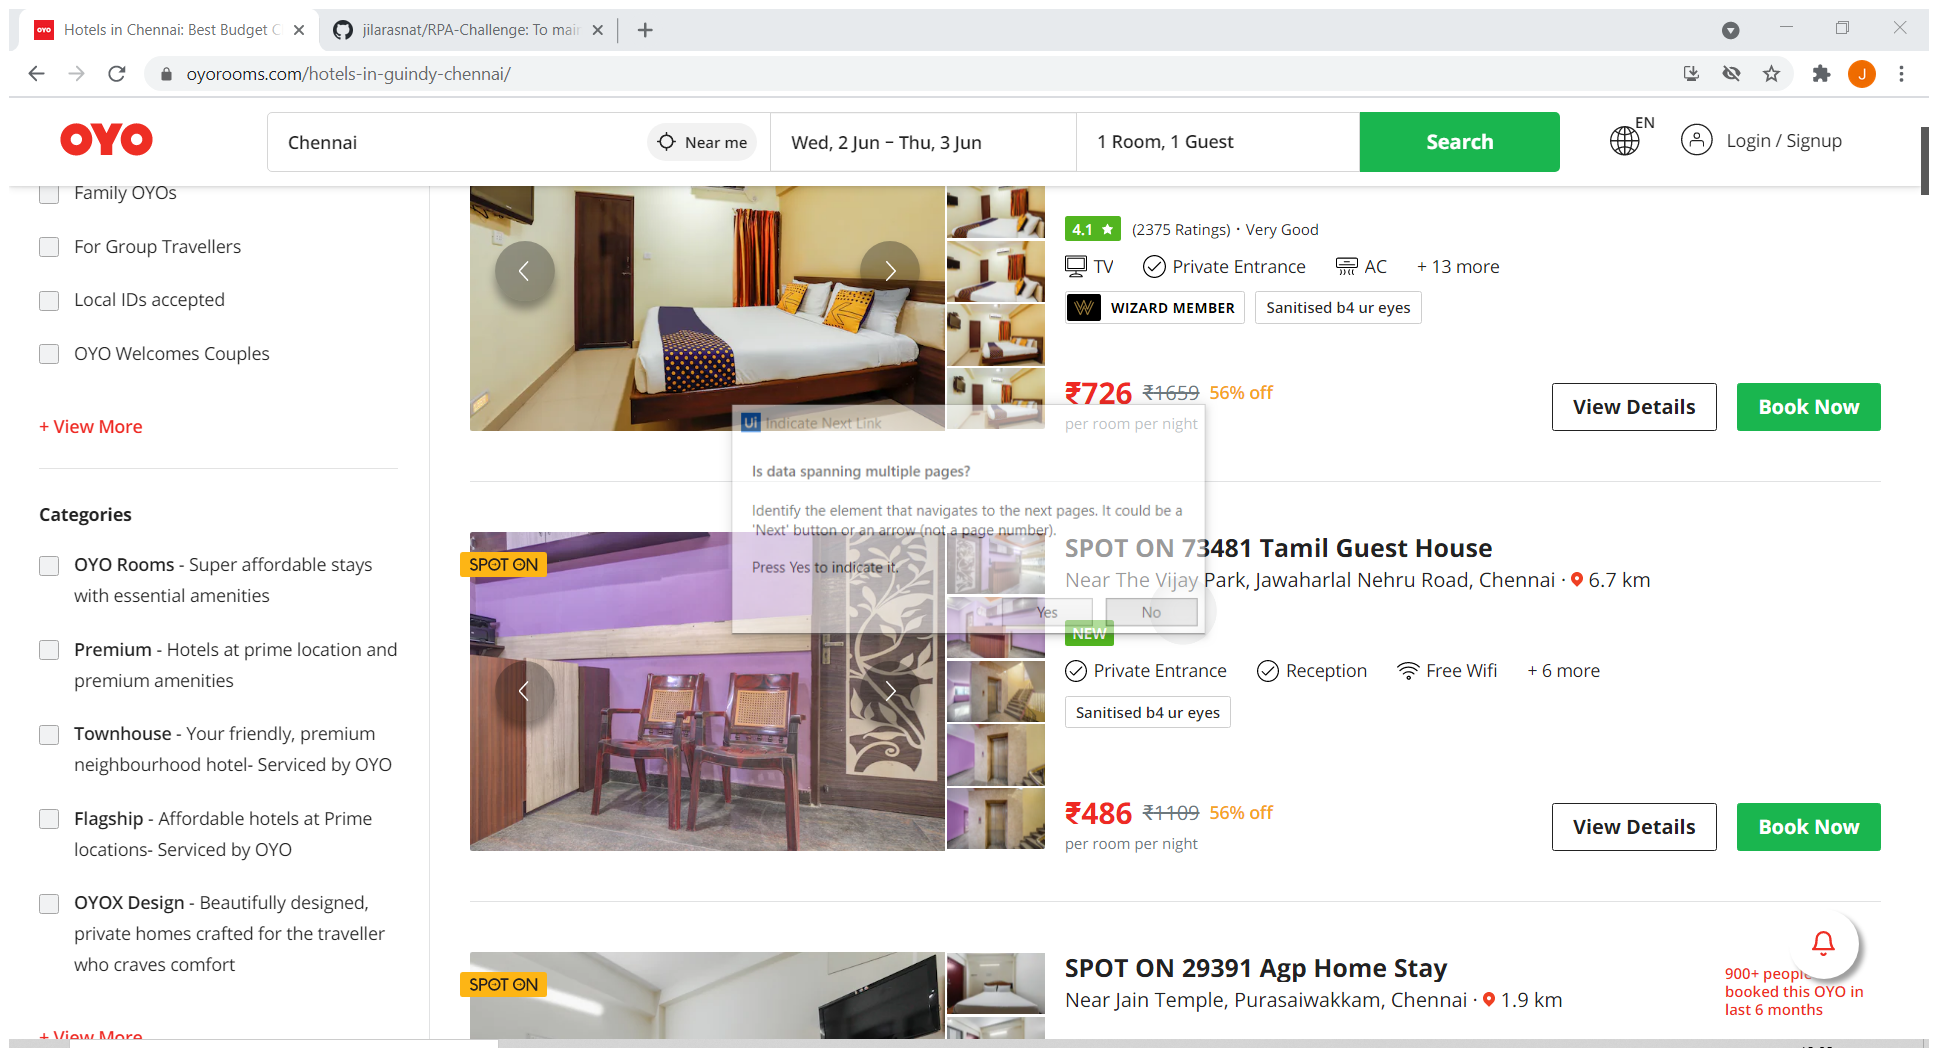 Hotels in Chennai: Best Budget C
jilarasnat/RPA-Challenge: To main
oyorooms.com/hotels-in-guindy-chennai/
J
OYO
Chennai
Near me
Wed, 2 Jun – Thu, 3 Jun
1 Room, 1 Guest
Search
EN
Login / Signup
Family OYOs
For Group Travellers
Local IDs accepted
OYO Welcomes Couples
+ View More
Categories
OYO Rooms - Super affordable stays
with essential amenities
Premium - Hotels at prime location and
premium amenities
Townhouse - Your friendly, premium
neighbourhood hotel- Serviced by OYO
Flagship - Affordable hotels at Prime
locations- Serviced by OYO
OYOX Design - Beautifully designed,
private homes crafted for the traveller
who craves comfort
+ View More
4.1 ★ (2375 Ratings) · Very Good
TV Private Entrance AC + 13 more
W WIZARD MEMBER Sanitised b4 ur eyes
₹726 ₹1659 56% off
per room per night
View Details Book Now
Ui Indicate Next Link
Is data spanning multiple pages?
Identify the element that navigates to the next pages. It could be a
'Next' button or an arrow (not a page number).
Press Yes to indicate it.
Yes No
SPOT ON
SPOT ON 73481 Tamil Guest House
Near The Vijay Park, Jawaharlal Nehru Road, Chennai · 6.7 km
NEW
Private Entrance Reception Free Wifi + 6 more
Sanitised b4 ur eyes
₹486 ₹1109 56% off
per room per night
View Details Book Now
SPOT ON
SPOT ON 29391 Agp Home Stay
Near Jain Temple, Purasaiwakkam, Chennai · 1.9 km
900+ people
booked this OYO in
last 6 months